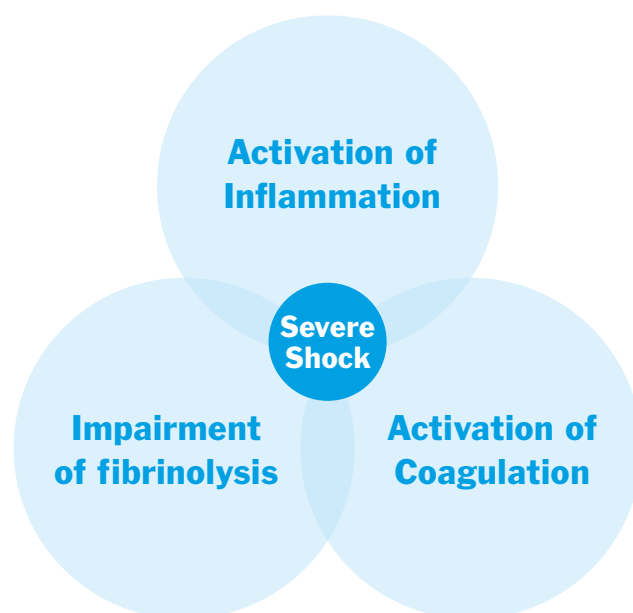 Activation of
Inflammation
Severe
Shock
Impairment
of fibrinolysis
Activation of
Coagulation